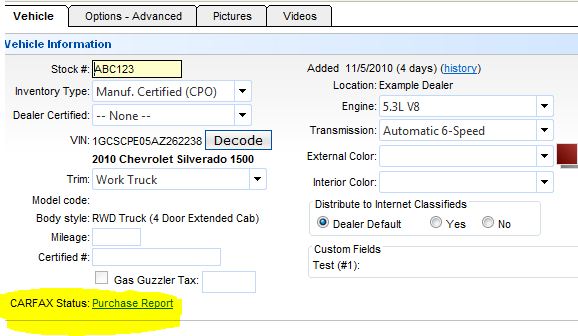 Vehicle
Options - Advanced
Pictures
Videos
Vehicle Information
Stock #: ABC123
Inventory Type: Manuf. Certified (CPO)
Dealer Certified: -- None --
VIN: 1GCSCPE05AZ262238 Decode
2010 Chevrolet Silverado 1500
Trim: Work Truck
Model code:
Body style: RWD Truck (4 Door Extended Cab)
Mileage:
Certified #:
Gas Guzzler Tax:
CARFAX Status: Purchase Report
Added 11/5/2010 (4 days) (history)
Location: Example Dealer
Engine: 5.3L V8
Transmission: Automatic 6-Speed
External Color:
Interior Color:
Distribute to Internet Classifieds
Dealer Default Yes No
Custom Fields
Test (#1):